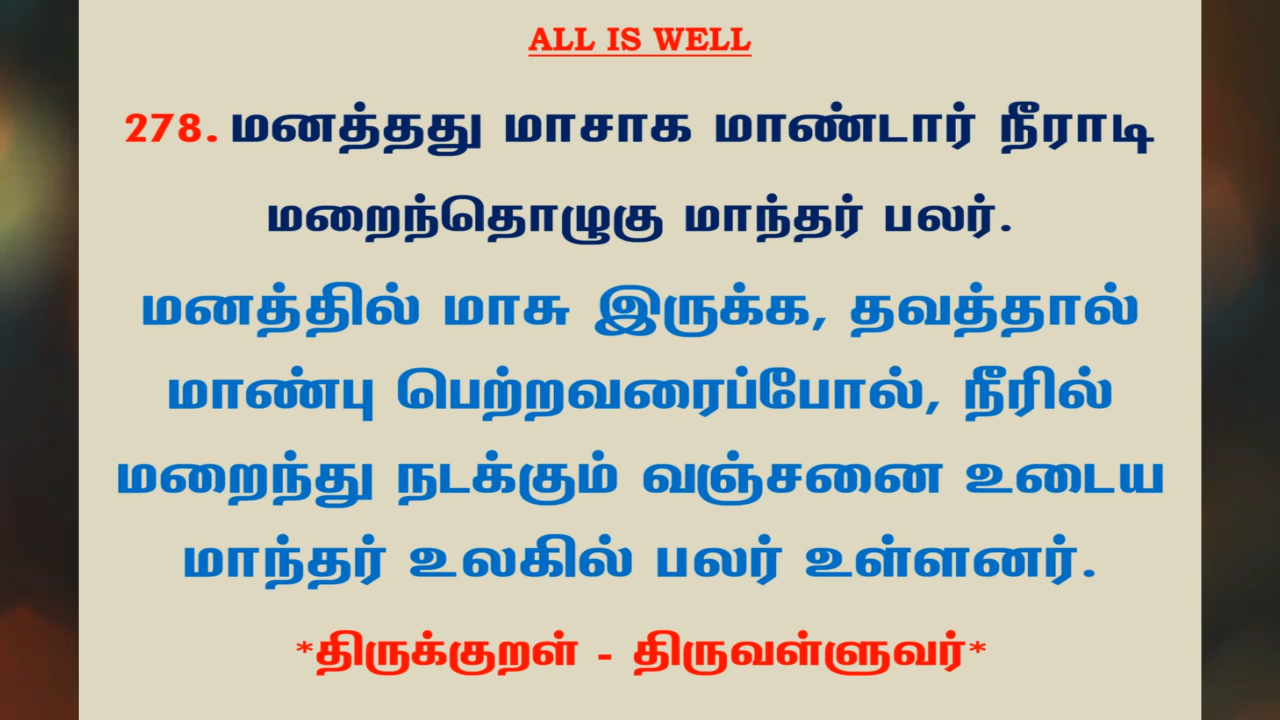 ALL IS WELL
278. மனத்தது மாசாக மாண்டார் நீராடி
மறைந்தொழுகு மாந்தர் பலர்.
மனத்தில் மாசு இருக்க, தவத்தால்
மாண்பு பெற்றவரைப்போல், நீரில்
மறைந்து நடக்கும் வஞ்சனை உடைய
மாந்தர் உலகில் பலர் உள்ளனர்.
*திருக்குறள் - திருவள்ளுவர்*